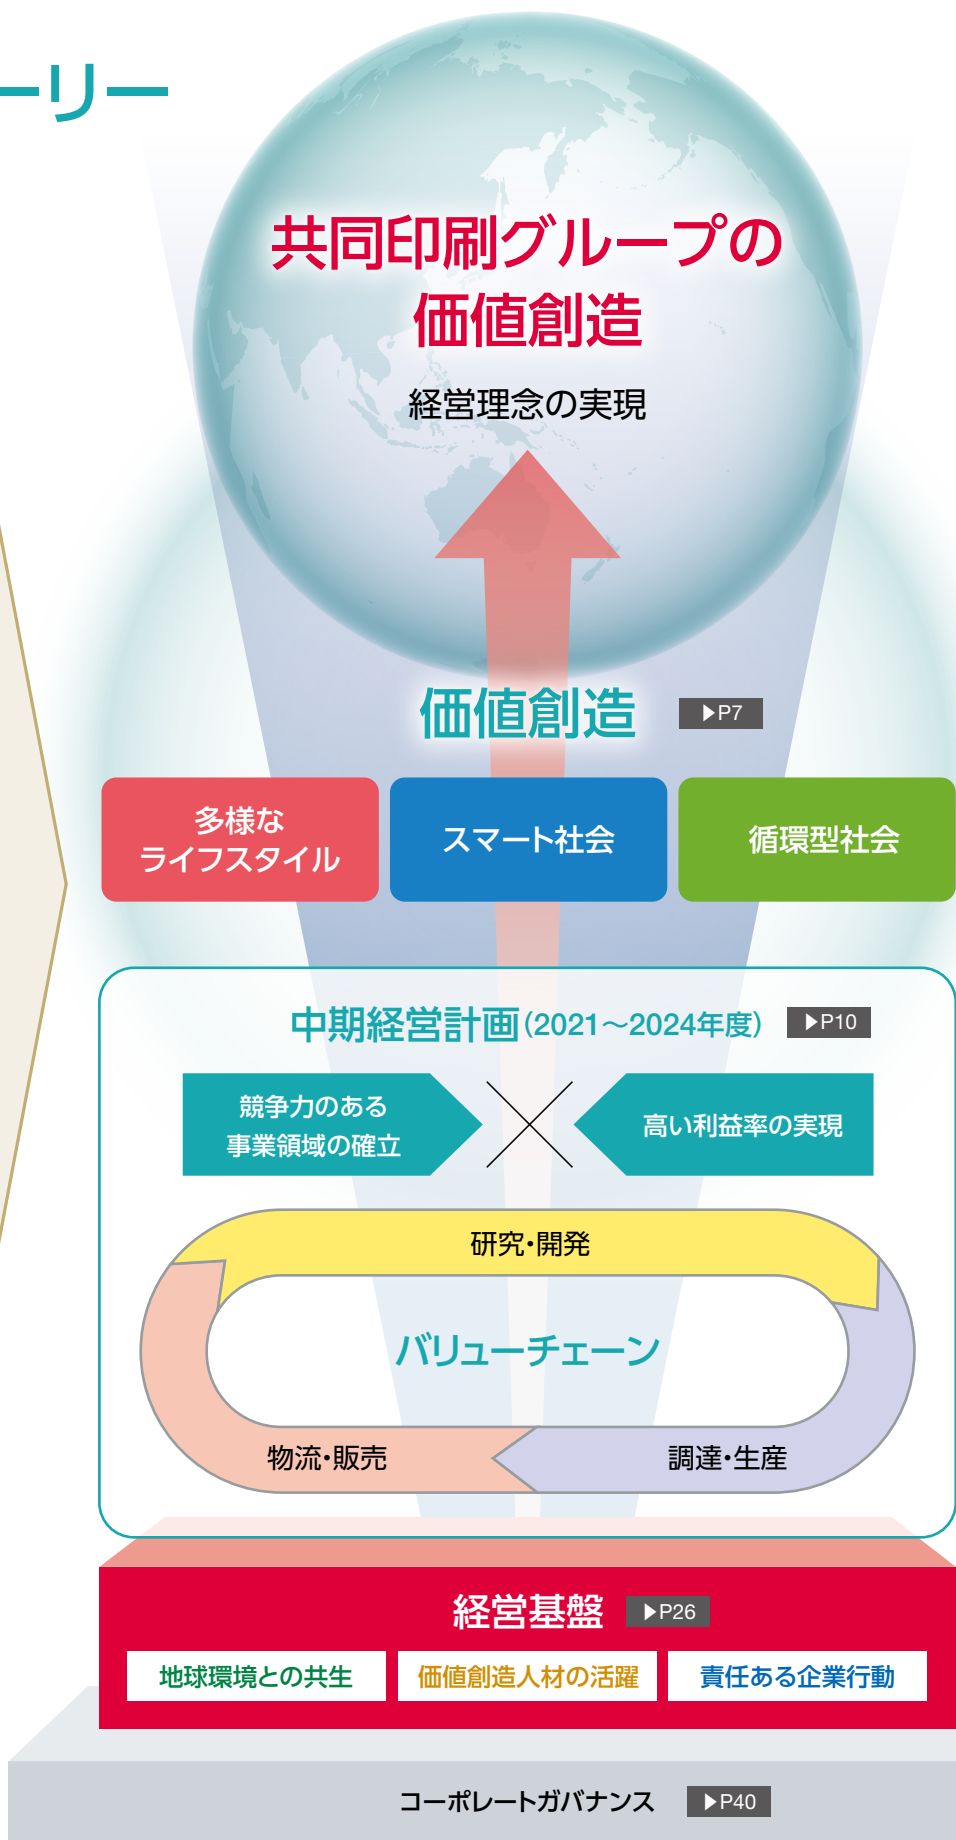 ーリー
共同印刷グループの
価値創造
経営理念の実現
価値創造 ▶P7
多様な
ライフスタイル
スマート社会
循環型社会
中期経営計画(2021〜2024年度) ▶P10
競争力のある
事業領域の確立
高い利益率の実現
研究・開発
バリューチェーン
物流・販売
調達・生産
経営基盤 ▶P26
地球環境との共生
価値創造人材の活躍
責任ある企業行動
コーポレートガバナンス ▶P40